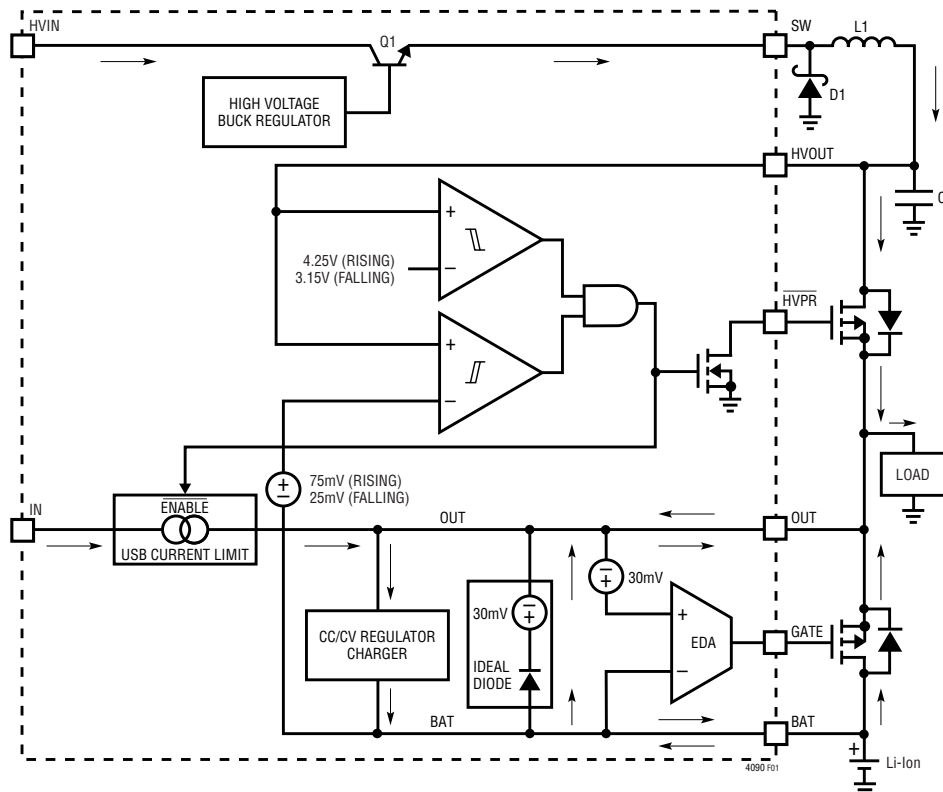 HVIN
Q1
SW
L1
HIGH VOLTAGE
BUCK REGULATOR
D1
HVOUT
C
+
4.25V (RISING)
3.15V (FALLING)
–
HVPR
+
–
75mV (RISING)
25mV (FALLING)
+
–
LOAD
IN
ENABLE
USB CURRENT LIMIT
OUT
OUT
–
+
30mV
30mV
–
+
CC/CV REGULATOR
CHARGER
IDEAL
DIODE
+
EDA
–
GATE
BAT
BAT
+
Li-Ion
4090 F01